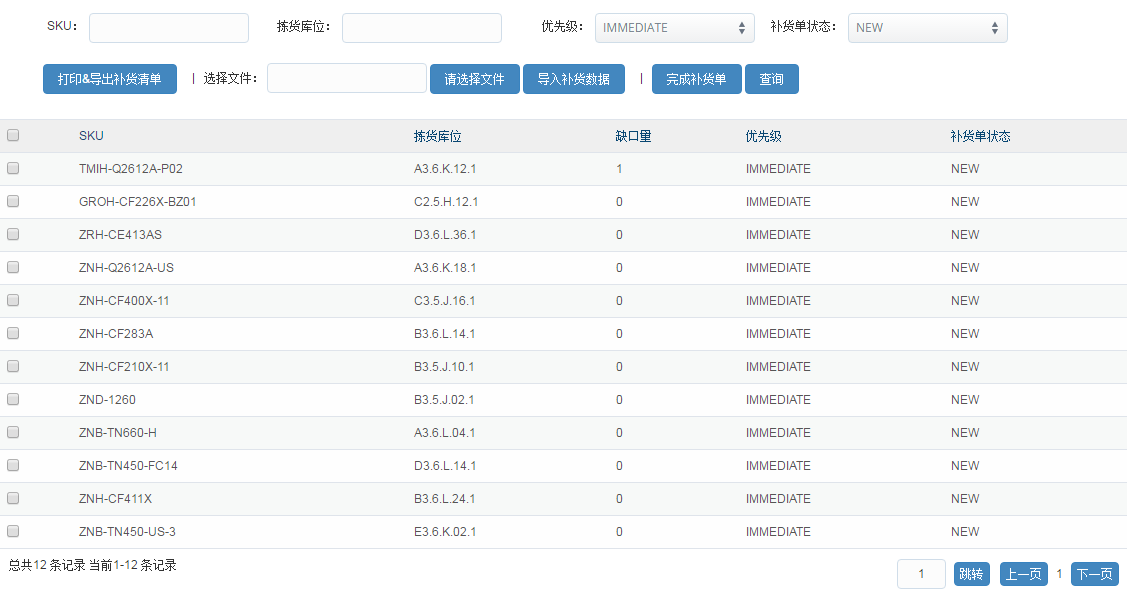 SKU： 拣货库位： 优先级： IMMEDIATE 补货单状态： NEW
打印&导出补货清单 | 选择文件： 请选择文件 导入补货数据 | 完成补货单 查询
SKU 拣货库位 缺口量 优先级 补货单状态
TMIH-Q2612A-P02 A3.6.K.12.1 1 IMMEDIATE NEW
GROH-CF226X-BZ01 C2.5.H.12.1 0 IMMEDIATE NEW
ZRH-CE413AS D3.6.L.36.1 0 IMMEDIATE NEW
ZNH-Q2612A-US A3.6.K.18.1 0 IMMEDIATE NEW
ZNH-CF400X-11 C3.5.J.16.1 0 IMMEDIATE NEW
ZNH-CF283A B3.6.L.14.1 0 IMMEDIATE NEW
ZNH-CF210X-11 B3.5.J.10.1 0 IMMEDIATE NEW
ZND-1260 B3.5.J.02.1 0 IMMEDIATE NEW
ZNB-TN660-H A3.6.L.04.1 0 IMMEDIATE NEW
ZNB-TN450-FC14 D3.6.L.14.1 0 IMMEDIATE NEW
ZNH-CF411X B3.6.L.24.1 0 IMMEDIATE NEW
ZNB-TN450-US-3 E3.6.K.02.1 0 IMMEDIATE NEW
总共12 条记录 当前1-12 条记录 1 跳转 上一页 1 下一页